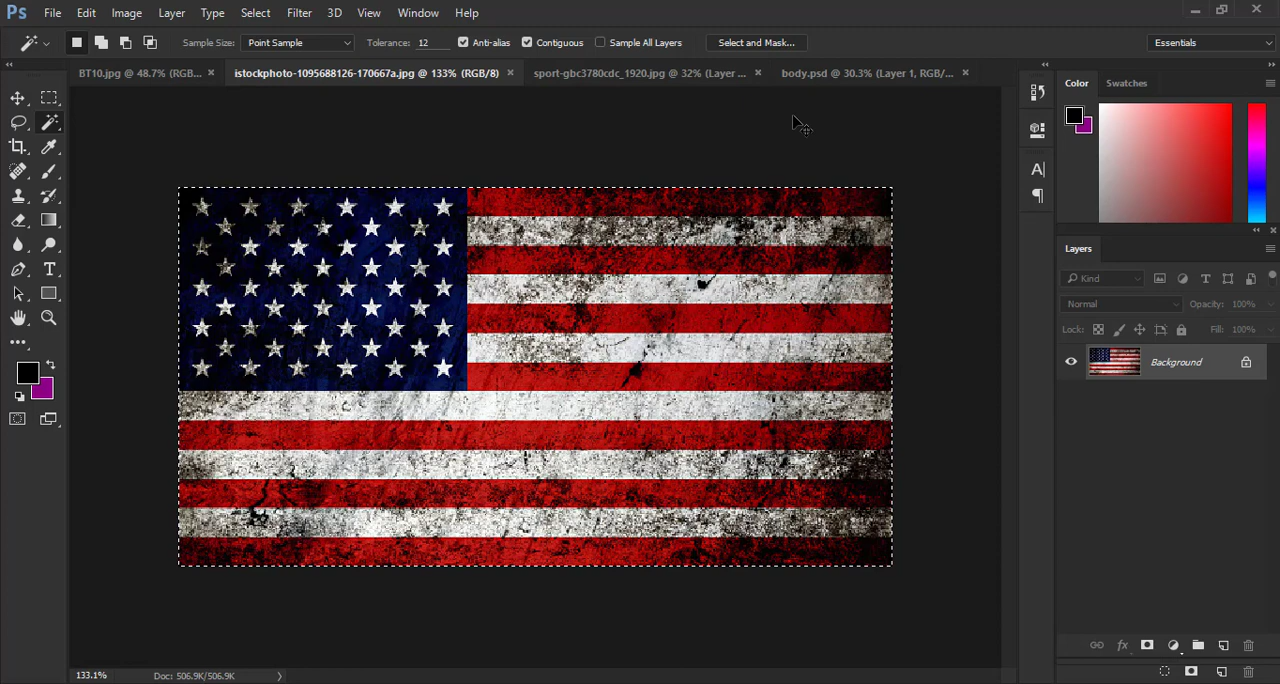 Ps File Edit Image Layer Type Select Filter 3D View Window Help
Sample Size: Point Sample Tolerance: 12 Anti-alias Contiguous Sample All Layers Select and Mask... Essentials
BT10.jpg @ 48.7% (RGB... × istockphoto-1095688126-170667a.jpg @ 133% (RGB/8) × sport-gbc3780cdc_1920.jpg @ 32% (Layer ... × body.psd @ 30.3% (Layer 1, RGB/... ×
Color Swatches
Layers
Kind
Normal Opacity: 100%
Lock: Fill: 100%
Background
133.1% Doc: 506.9K/506.9K